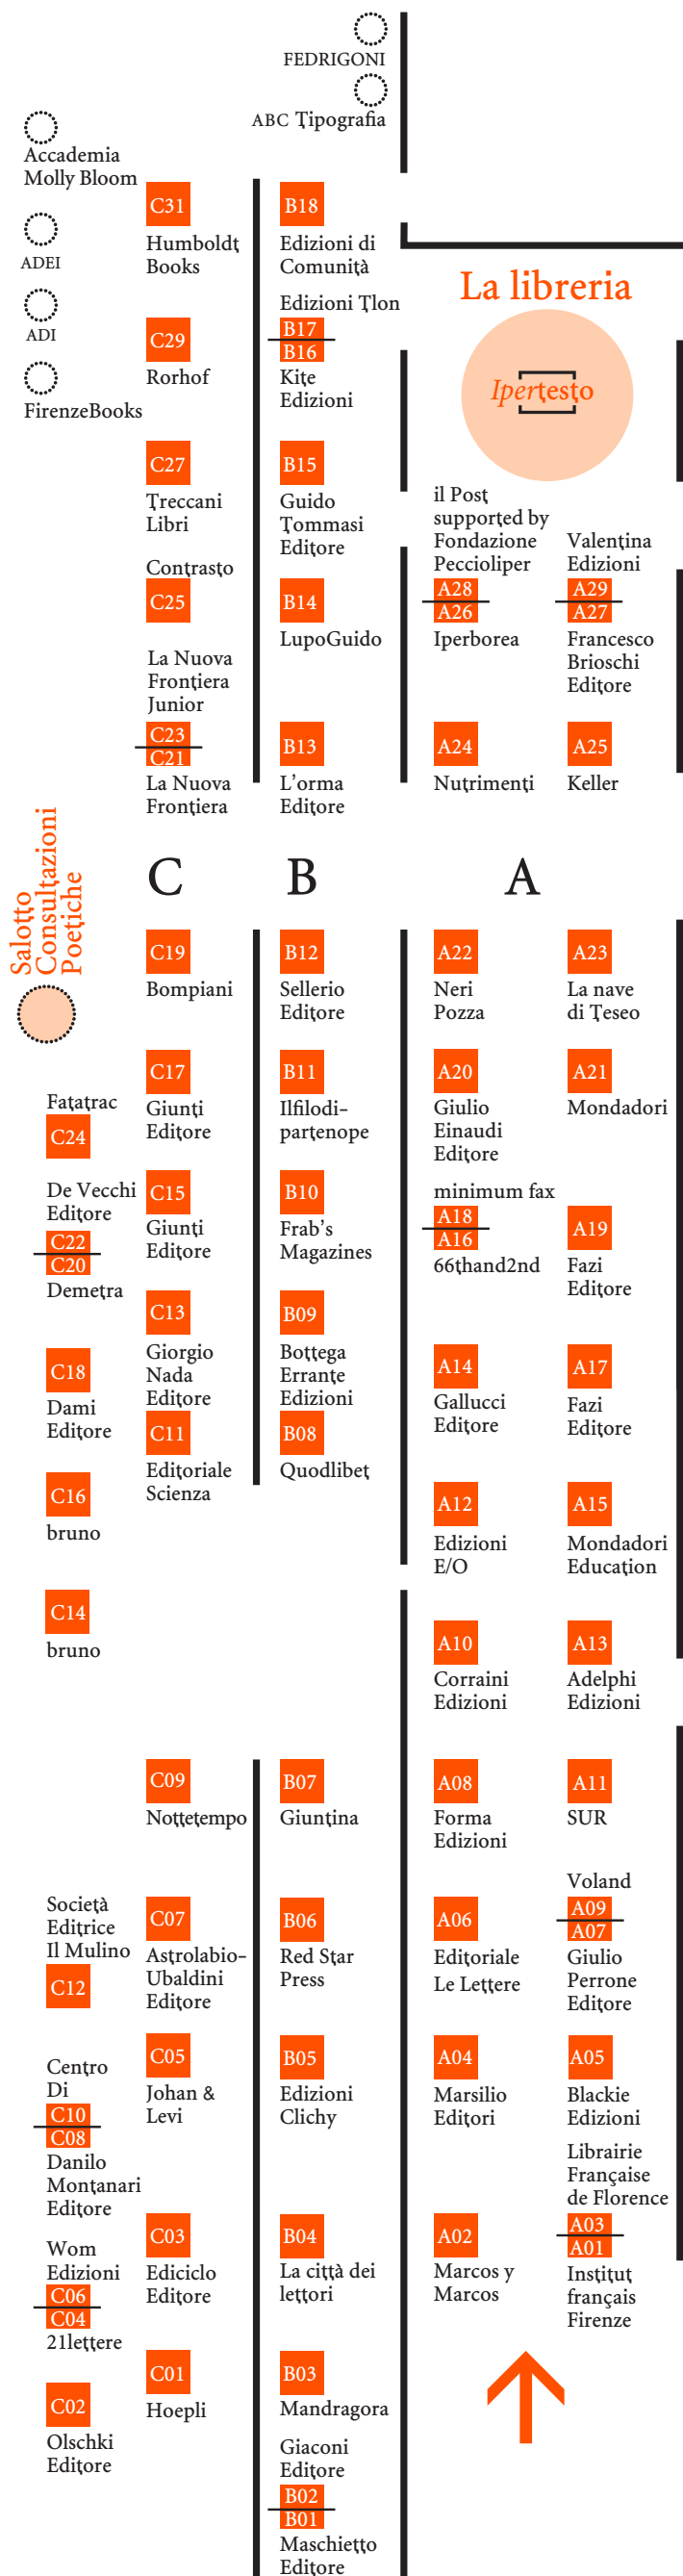 FEDRIGONI
ABC Tipografia
Accademia
Molly Bloom
ADEI
ADI
FirenzeBooks
C31
Humboldt
Books
C29
Rorhof
C27
Treccani
Libri
Contrasto
C25
La Nuova
Frontiera
Junior
C23
C21
La Nuova
Frontiera
B18
Edizioni di
Comunità
Edizioni Tlon
B17
B16
Kite
Edizioni
B15
Guido
Tommasi
Editore
B14
LupoGuido
B13
L'orma
Editore
La libreria
Ipertesto
il Post
supported by
Fondazione
Peccioliper
A28
A26
Iperborea
A24
Nutrimenti
Valentina
Edizioni
A29
A27
Francesco
Brioschi
Editore
A25
Keller
C
B
A
Salotto
Consultazioni
Poetiche
Fatatrac
C24
De Vecchi
Editore
C22
C20
Demetra
C18
Dami
Editore
C16
bruno
C14
bruno
C19
Bompiani
C17
Giunti
Editore
C15
Giunti
Editore
C13
Giorgio
Nada
Editore
C11
Editoriale
Scienza
B12
Sellerio
Editore
B11
Ilfilodi-
partenope
B10
Frab's
Magazines
B09
Bottega
Errante
Edizioni
B08
Quodlibet
A22
Neri
Pozza
A20
Giulio
Einaudi
Editore
minimum fax
A18
A16
66thand2nd
A14
Gallucci
Editore
A12
Edizioni
E/O
A10
Corraini
Edizioni
A23
La nave
di Teseo
A21
Mondadori
A19
Fazi
Editore
A17
Fazi
Editore
A15
Mondadori
Education
A13
Adelphi
Edizioni
Società
Editrice
Il Mulino
C12
Centro
Di
C10
C08
Danilo
Montanari
Editore
Wom
Edizioni
C06
C04
21lettere
C02
Olschki
Editore
C09
Nottetempo
C07
Astrolabio-
Ubaldini
Editore
C05
Johan &
Levi
C03
Ediciclo
Editore
C01
Hoepli
B07
Giuntina
B06
Red Star
Press
B05
Edizioni
Clichy
B04
La città dei
lettori
B03
Mandragora
Giaconi
Editore
B02
B01
Maschietto
Editore
A08
Forma
Edizioni
A06
Editoriale
Le Lettere
A04
Marsilio
Editori
A02
Marcos y
Marcos
A11
SUR
Voland
A09
A07
Giulio
Perrone
Editore
A05
Blackie
Edizioni
Librairie
Française
de Florence
A03
A01
Institut
français
Firenze